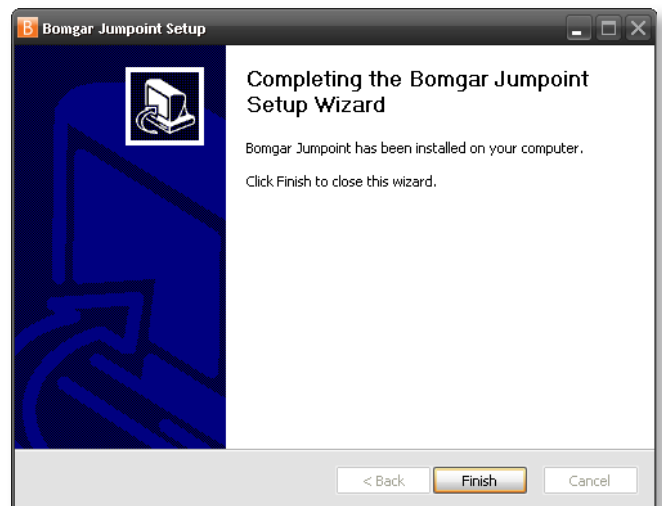 B Bomgar Jumpoint Setup
Completing the Bomgar Jumpoint
Setup Wizard
Bomgar Jumpoint has been installed on your computer.
Click Finish to close this wizard.
< Back Finish Cancel